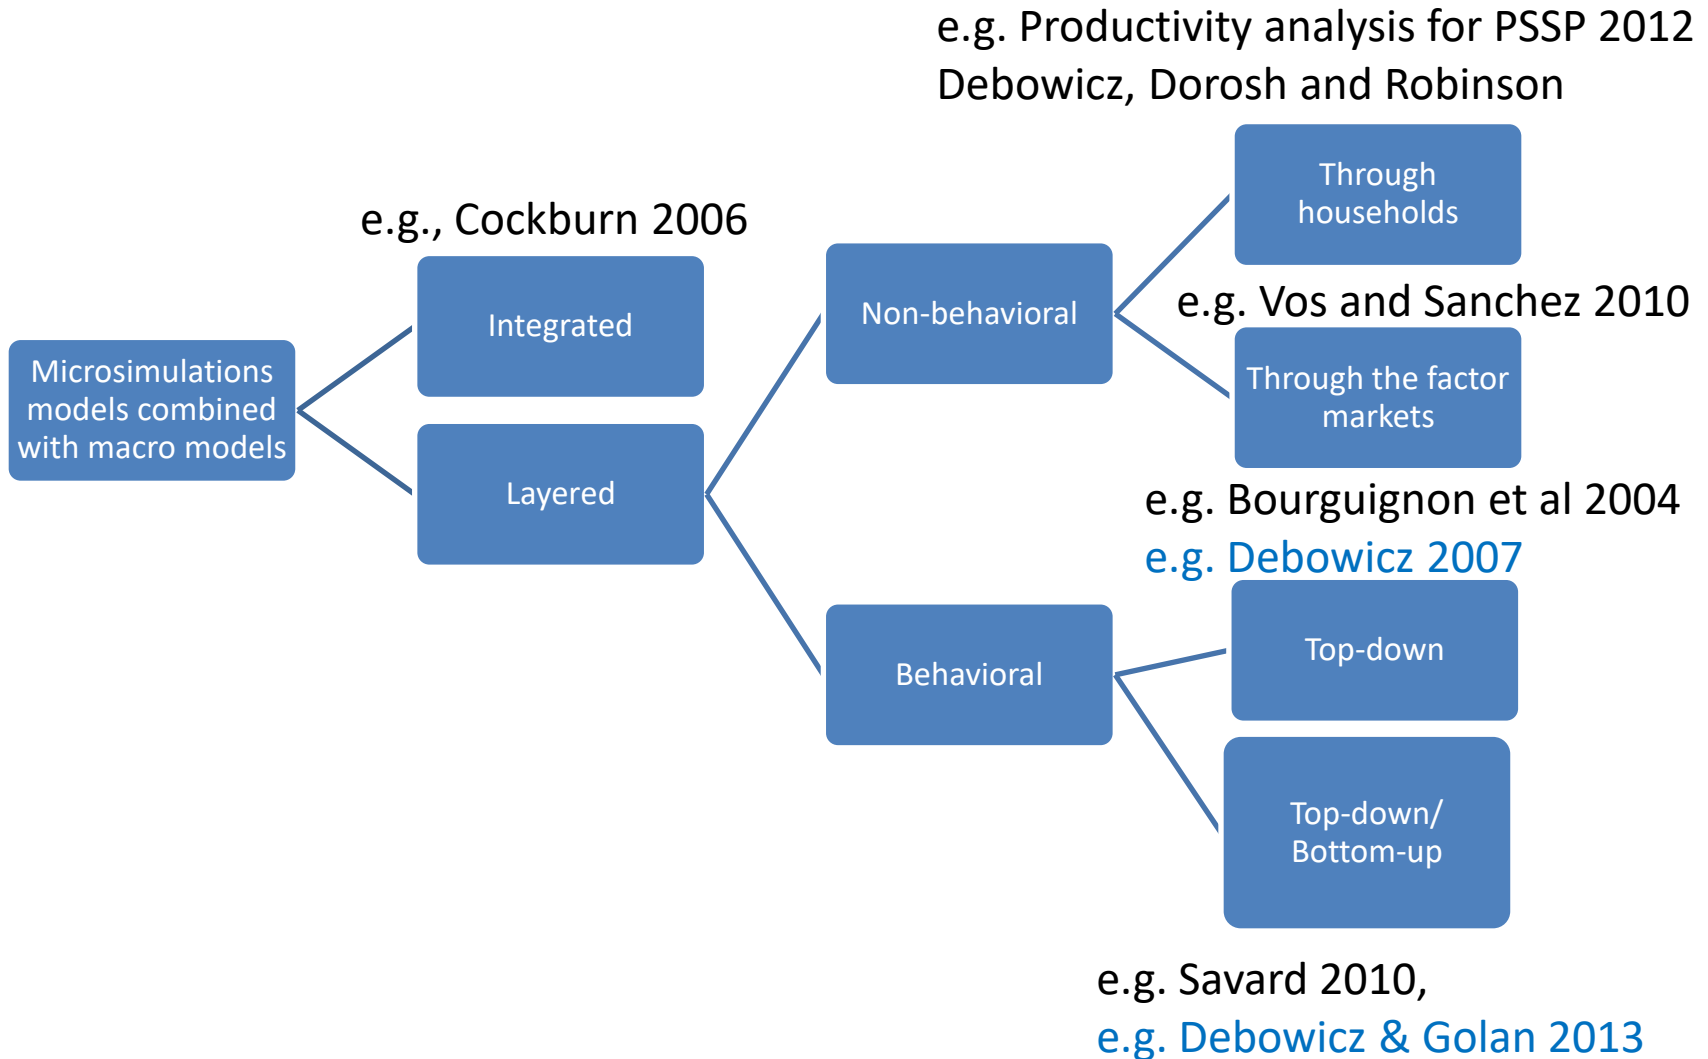 e.g. Productivity analysis for PSSP 2012
Debowicz, Dorosh and Robinson
Through
households
e.g., Cockburn 2006
Integrated
Non-behavioral
e.g. Vos and Sanchez 2010
Through the factor
markets
Microsimulations
models combined
with macro models
Layered
e.g. Bourguignon et al 2004
e.g. Debowicz 2007
Top-down
Behavioral
Top-down/
Bottom-up
e.g. Savard 2010,
e.g. Debowicz & Golan 2013